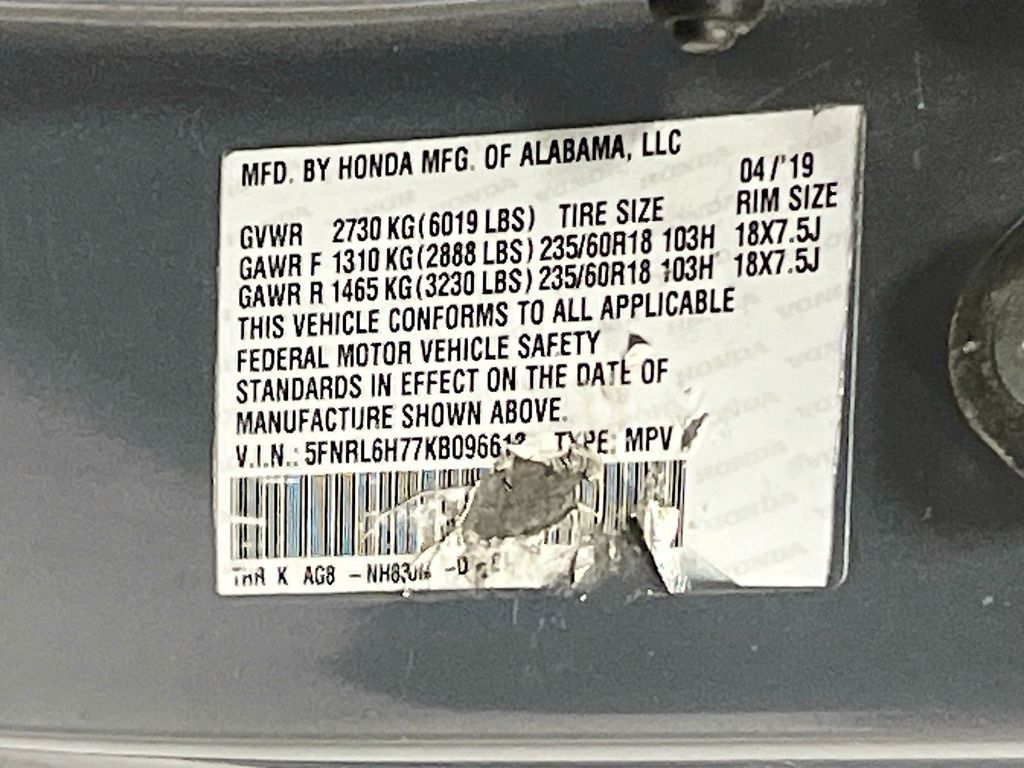 MFD. BY HONDA MFG. OF ALABAMA, LLC
04/'19
GVWR 2730 KG(6019 LBS) TIRE SIZE RIM SIZE
GAWR F 1310 KG(2888 LBS) 235/60R18 103H 18X7.5J
GAWR R 1465 KG(3230 LBS) 235/60R18 103H 18X7.5J
THIS VEHICLE CONFORMS TO ALL APPLICABLE
FEDERAL MOTOR VEHICLE SAFETY
STANDARDS IN EFFECT ON THE DATE OF
MANUFACTURE SHOWN ABOVE.
V.I.N.: TYPE: MPV
K AG8